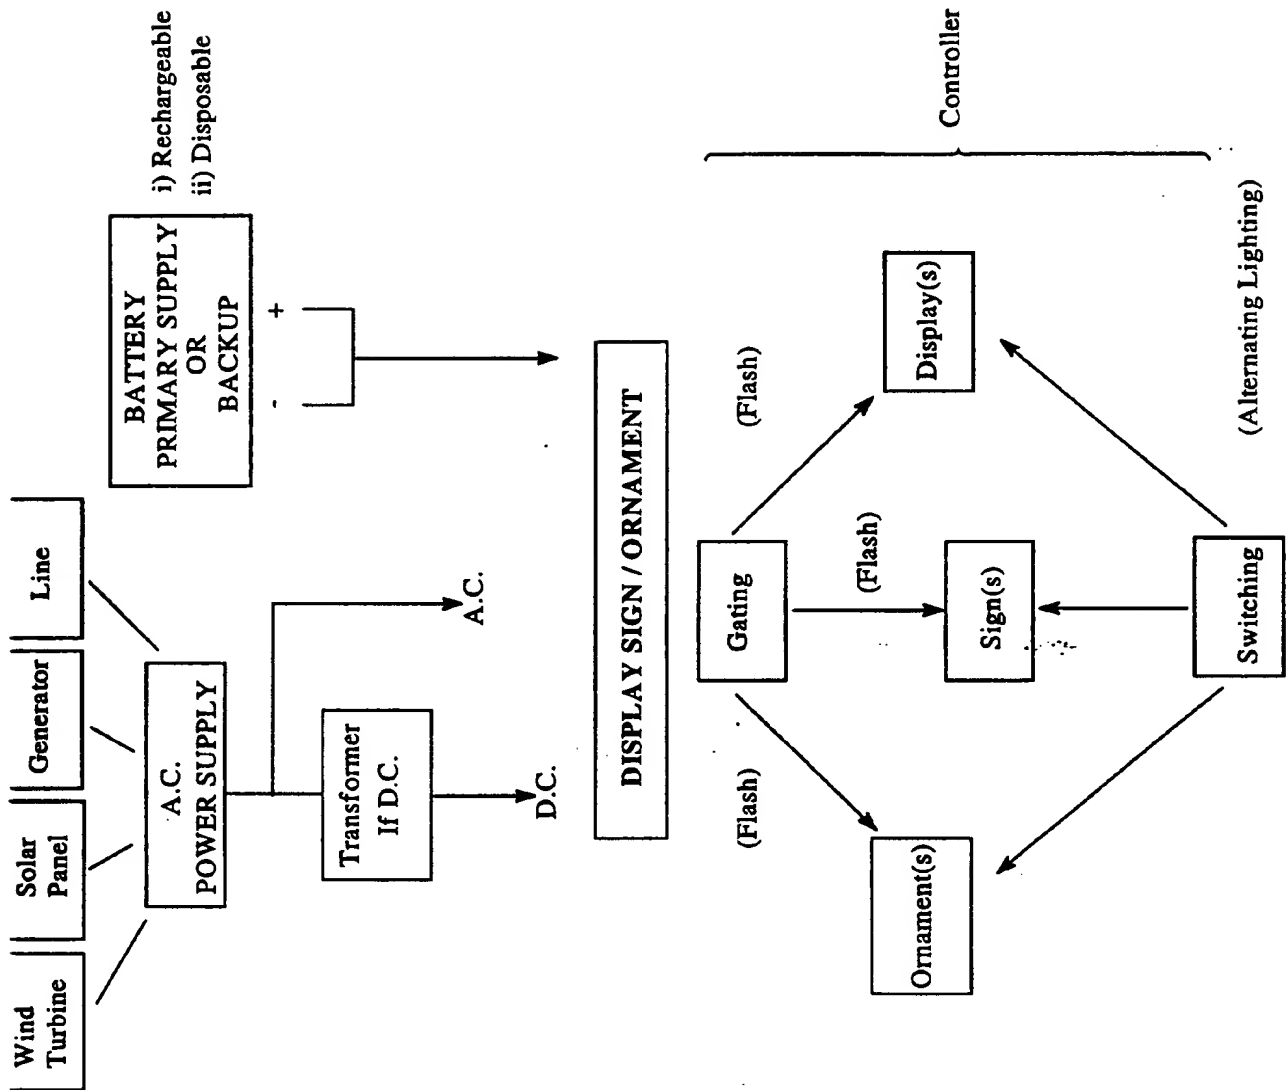 Wind
Turbine
Solar
Panel
Generator
Line
A.C.
POWER SUPPLY
Transformer
If D.C.
D.C.
A.C.
BATTERY
PRIMARY SUPPLY
OR
BACKUP
- +
i) Rechargeable
ii) Disposable
DISPLAY SIGN / ORNAMENT
Gating
(Flash)
(Flash)
(Flash)
Ornament(s)
Sign(s)
Display(s)
Switching
(Alternating Lighting)
Controller